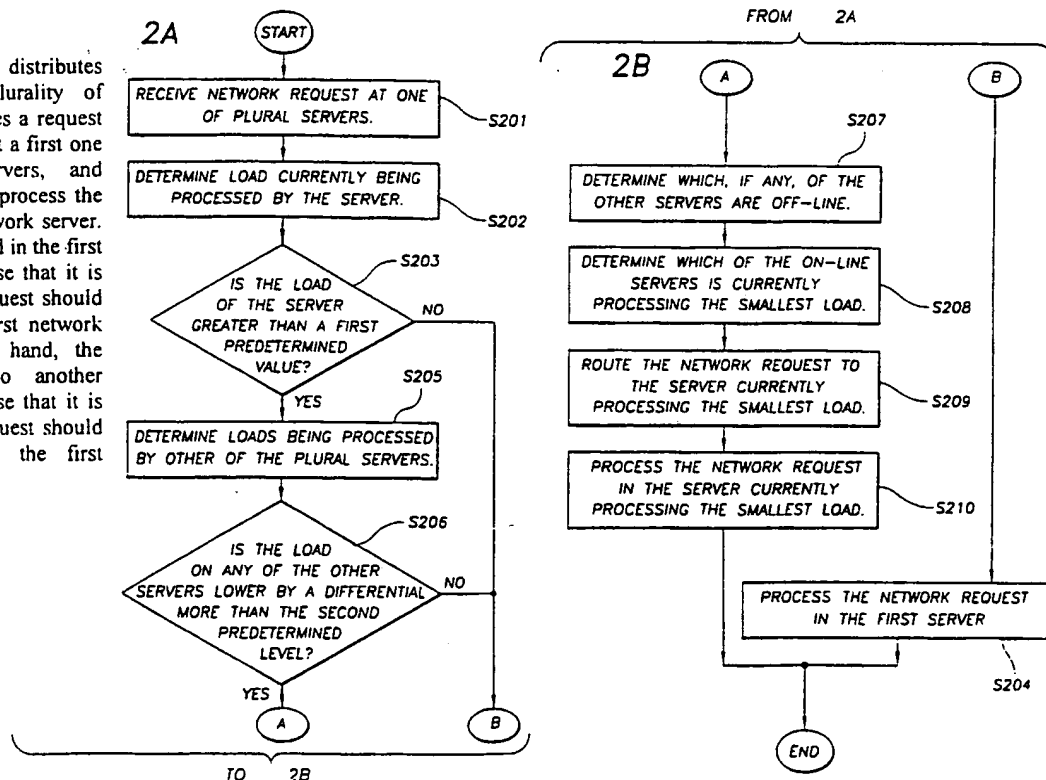 distributes
lurality of
es a request
t a first one
rvers, and
process the
work server.
d in the first
se that it is
quest should
rst network
hand, the
o another
se that it is
quest should
the first
2A
START
RECEIVE NETWORK REQUEST AT ONE
OF PLURAL SERVERS.
S201
DETERMINE LOAD CURRENTLY BEING
PROCESSED BY THE SERVER.
S202
S203
IS THE LOAD
OF THE SERVER
GREATER THAN A FIRST
PREDETERMINED
VALUE?
NO
YES
S205
DETERMINE LOADS BEING PROCESSED
BY OTHER OF THE PLURAL SERVERS.
S206
IS THE LOAD
ON ANY OF THE OTHER
SERVERS LOWER BY A DIFFERENTIAL
MORE THAN THE SECOND
PREDETERMINED
LEVEL?
NO
YES
A
B
TO 2B
FROM 2A
2B
A
B
S207
DETERMINE WHICH, IF ANY, OF THE
OTHER SERVERS ARE OFF-LINE.
DETERMINE WHICH OF THE ON-LINE
SERVERS IS CURRENTLY
PROCESSING THE SMALLEST LOAD.
S208
ROUTE THE NETWORK REQUEST TO
THE SERVER CURRENTLY
PROCESSING THE SMALLEST LOAD.
S209
PROCESS THE NETWORK REQUEST
IN THE SERVER CURRENTLY
PROCESSING THE SMALLEST LOAD.
S210
PROCESS THE NETWORK REQUEST
IN THE FIRST SERVER
S204
END